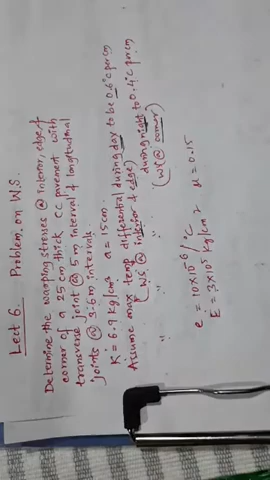 Lect 6. Problem on W.S.
Determine the warping stresses @ interior, edge &
corner of a 25 cm thick CC pavement with
transverse joint @ 5 m interval & longitudinal
joints @ 3.6 m intervals.
K = 6.9 kg/cm³ a = 15 cm.
Assume max temp differential during day to be 0.6°C per cm
(WS @ interior & edge)
" " during night to 0.4°C per cm
(WS @ corner)
e = 10×10⁻⁶/°C
E = 3×10⁵ kg/cm² μ = 0.15